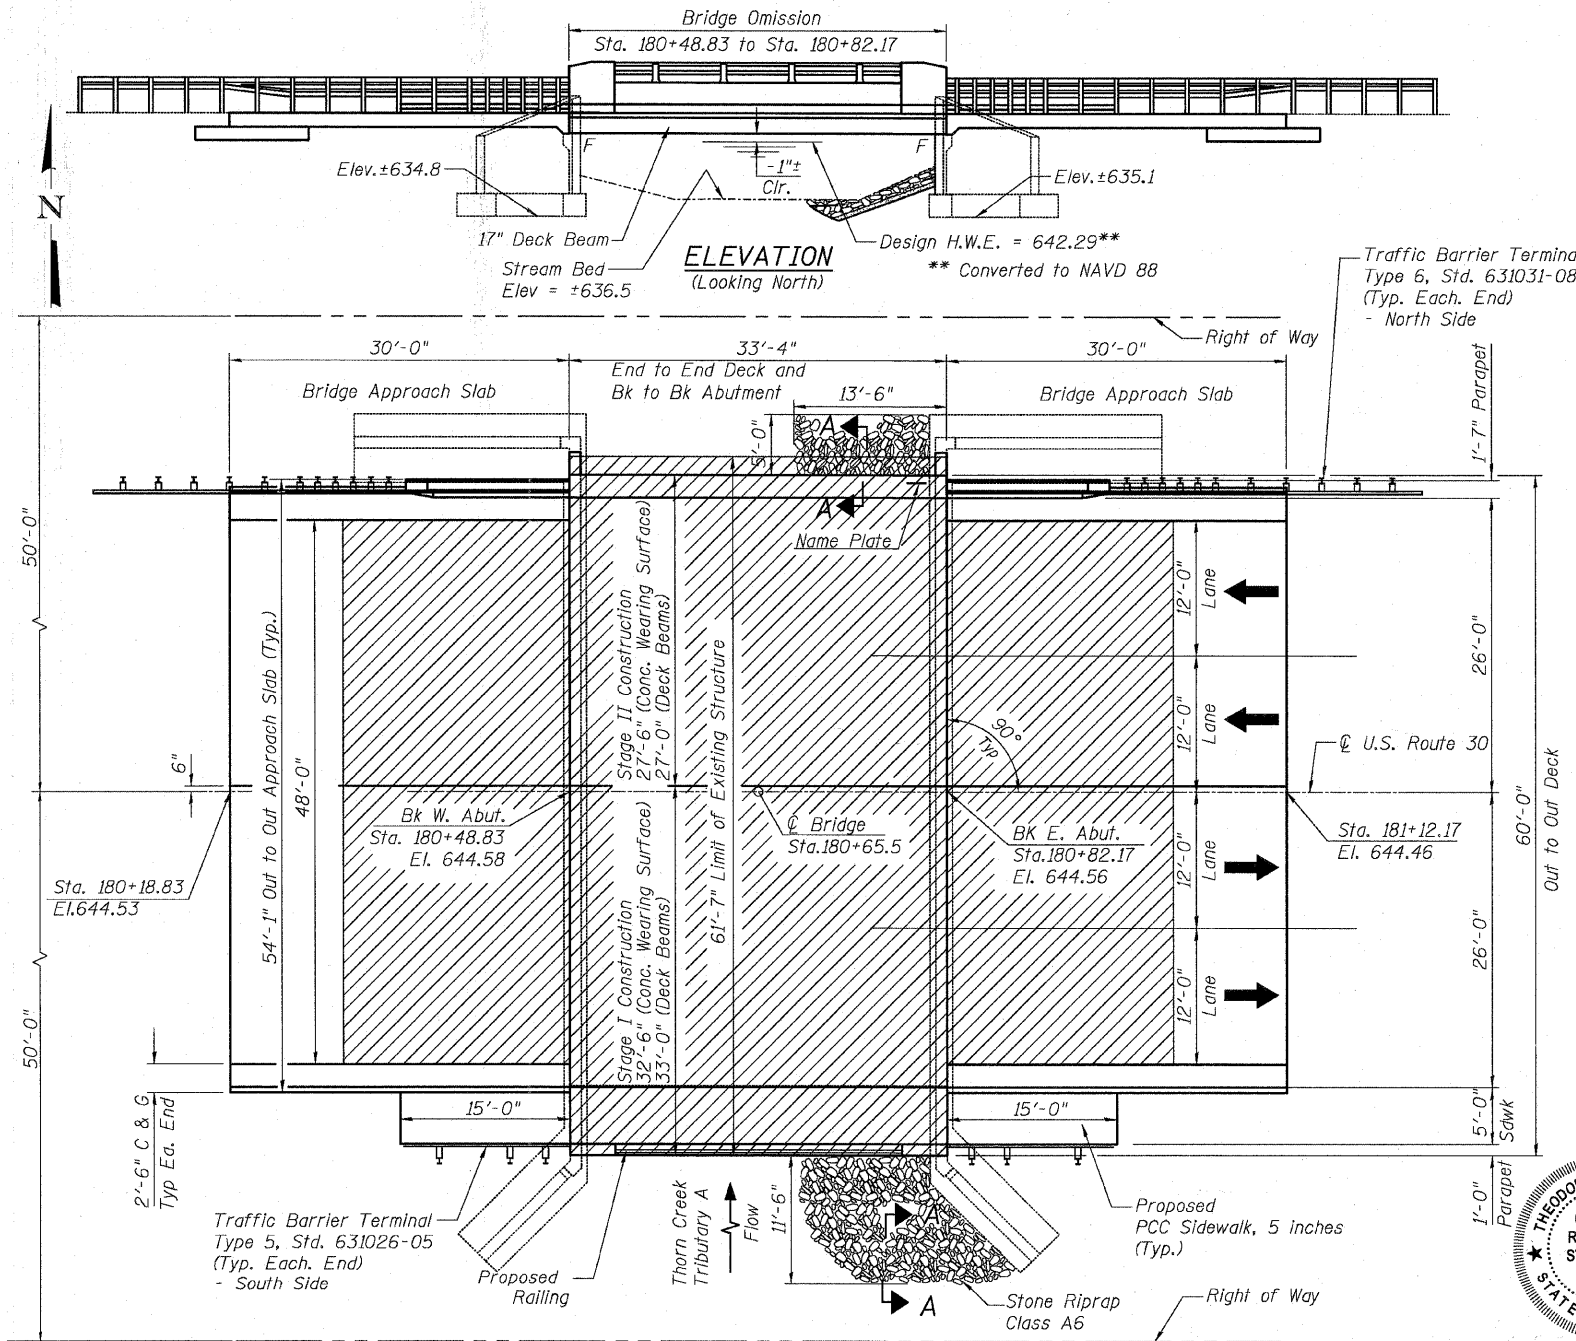 Bridge Omission
Sta. 180+48.83 to Sta. 180+82.17
F
F
-1"±
Clr.
Elev.±634.8
Elev.±635.1
N
17" Deck Beam
Design H.W.E. = 642.29**
ELEVATION
(Looking North)
** Converted to NAVD 88
Stream Bed
Elev = ±636.5
Traffic Barrier Terminal
Type 6, Std. 631031-08
(Typ. Each. End)
- North Side
Right of Way
30'-0"
33'-4"
30'-0"
End to End Deck and
Bk to Bk Abutment
Bridge Approach Slab
13'-6"
Bridge Approach Slab
1'-7" Parapet
5'-0"
A
A
Name Plate
50'-0"
Stage II Construction
27'-6" (Conc. Wearing Surface)
27'-0" (Deck Beams)
12'-0"
Lane
12'-0"
Lane
26'-0"
90°
Typ
℄ U.S. Route 30
6"
54'-1" Out to Out Approach Slab (Typ.)
48'-0"
61'-7" Limit of Existing Structure
Bk W. Abut.
Sta. 180+48.83
El. 644.58
℄ Bridge
Sta.180+65.5
BK E. Abut.
Sta.180+82.17
El. 644.56
Sta. 181+12.17
El. 644.46
60'-0"
Out to Out Deck
Sta. 180+18.83
El.644.53
Stage I Construction
32'-6" (Conc. Wearing Surface)
33'-0" (Deck Beams)
12'-0"
Lane
12'-0"
Lane
26'-0"
50'-0"
15'-0"
15'-0"
5'-0"
Sdwk
2'-6" C & G
Typ Ea. End
1'-0"
Parapet
Traffic Barrier Terminal
Type 5, Std. 631026-05
(Typ. Each. End)
- South Side
Proposed
Railing
Thorn Creek
Tributary A
Flow
11'-6"
A
A
Proposed
PCC Sidewalk, 5 inches
(Typ.)
Stone Riprap
Class A6
Right of Way
THEODO
STATE